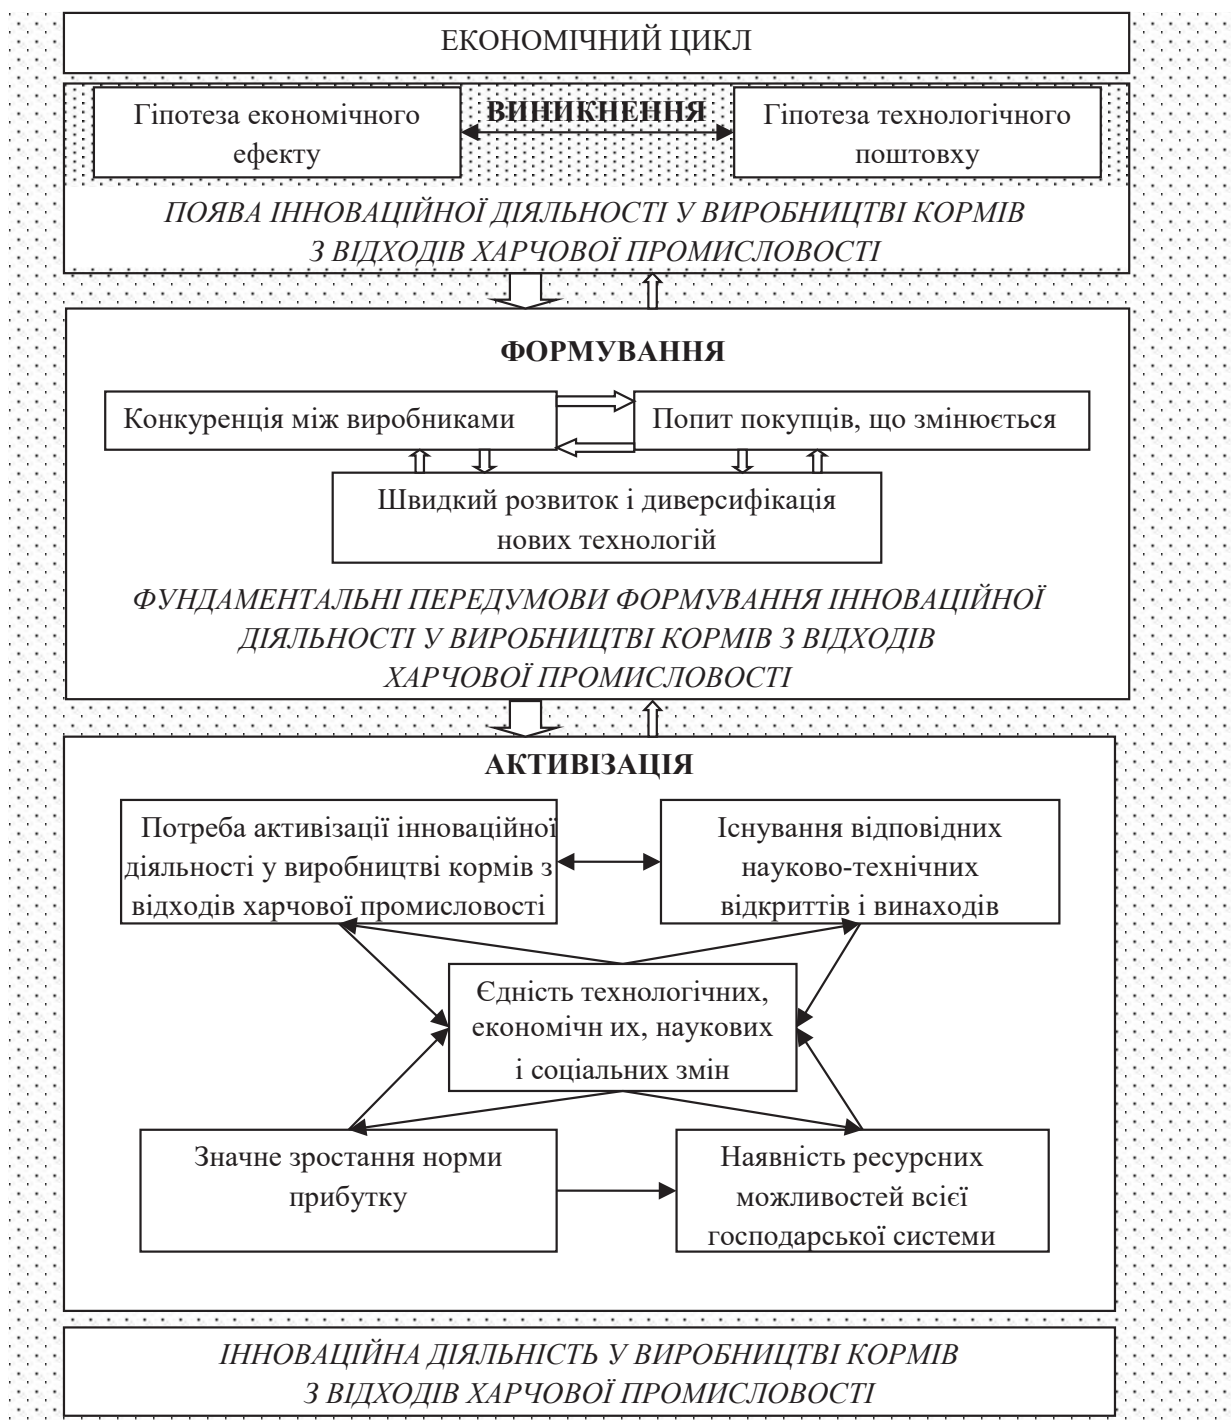 ЕКОНОМІЧНИЙ ЦИКЛ
ВИНИКНЕННЯ
Гіпотеза економічного
ефекту
Гіпотеза технологічного
поштовху
ПОЯВА ІННОВАЦІЙНОЇ ДІЯЛЬНОСТІ У ВИРОБНИЦТВІ КОРМІВ
З ВІДХОДІВ ХАРЧОВОЇ ПРОМИСЛОВОСТІ
ФОРМУВАННЯ
Конкуренція між виробниками
Попит покупців, що змінюється
Швидкий розвиток і диверсифікація
нових технологій
ФУНДАМЕНТАЛЬНІ ПЕРЕДУМОВИ ФОРМУВАННЯ ІННОВАЦІЙНОЇ
ДІЯЛЬНОСТІ У ВИРОБНИЦТВІ КОРМІВ З ВІДХОДІВ
ХАРЧОВОЇ ПРОМИСЛОВОСТІ
АКТИВІЗАЦІЯ
Потреба активізації інноваційної
діяльності у виробництві кормів з
відходів харчової промисловості
Існування відповідних
науково-технічних
відкриттів і винаходів
Єдність технологічних,
економічн их, наукових
і соціальних змін
Значне зростання норми
прибутку
Наявність ресурсних
можливостей всієї
господарської системи
ІННОВАЦІЙНА ДІЯЛЬНІСТЬ У ВИРОБНИЦТВІ КОРМІВ
З ВІДХОДІВ ХАРЧОВОЇ ПРОМИСЛОВОСТІ